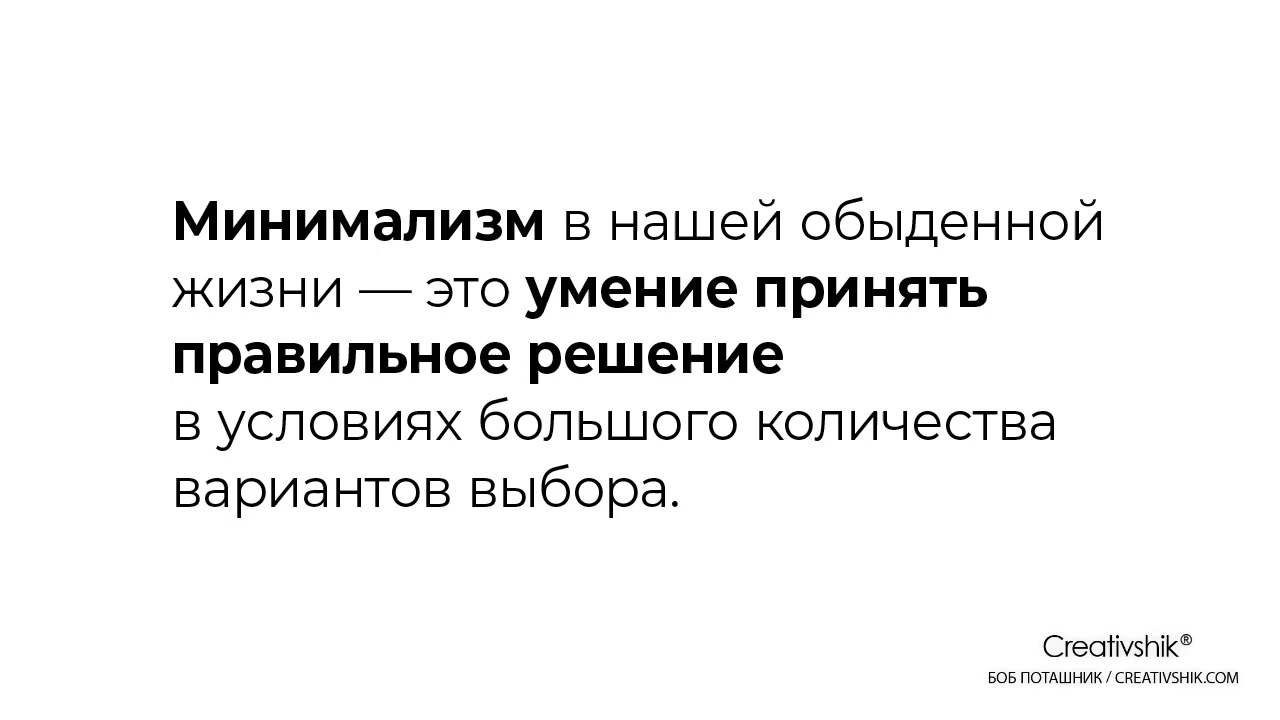 Минимализм в нашей обыденной
жизни — это умение принять
правильное решение
в условиях большого количества
вариантов выбора.
Creativshik®
БОБ ПОТАШНИК / CREATIVSHIK.COM